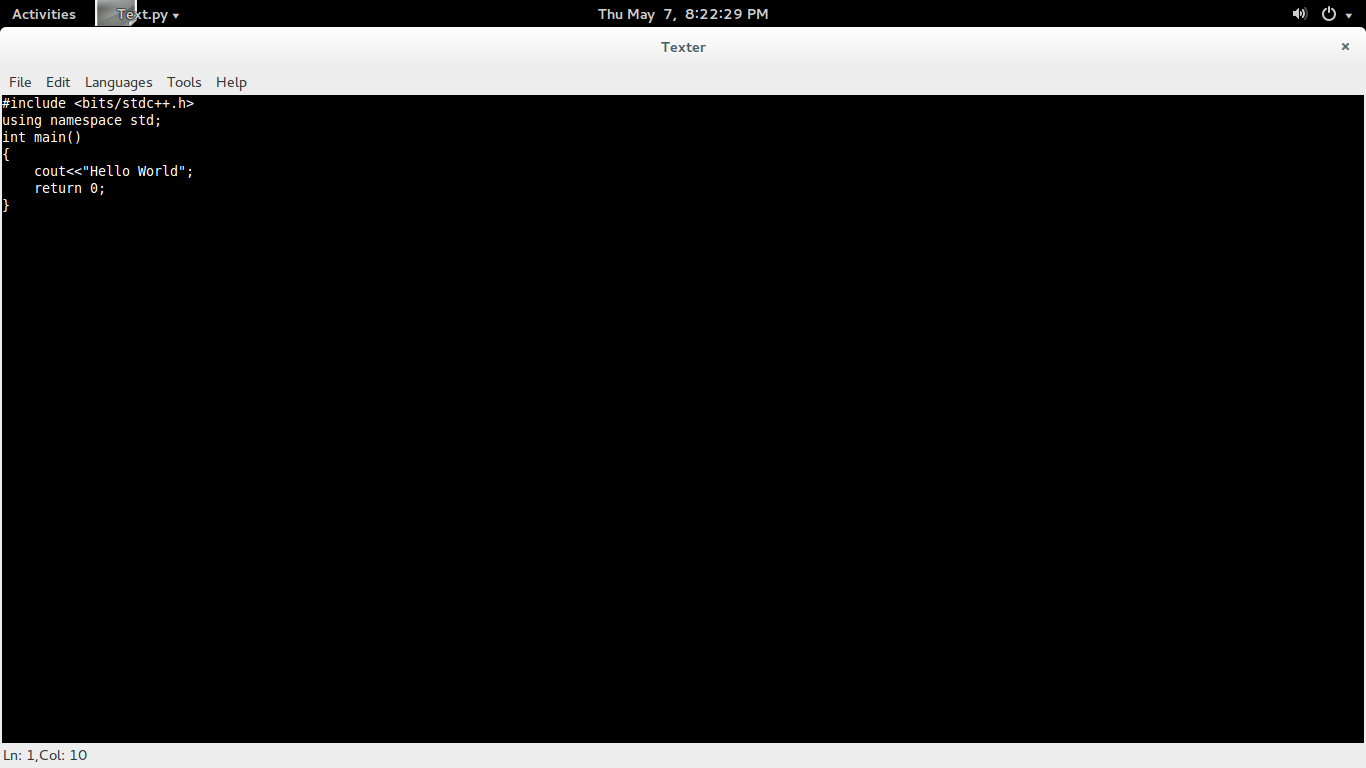 Activities Text.py Thu May 7, 8:22:29 PM
Texter
File Edit Languages Tools Help
#include <bits/stdc++.h>
using namespace std;
int main()
{
    cout<<"Hello World";
    return 0;
}
Ln: 1,Col: 10